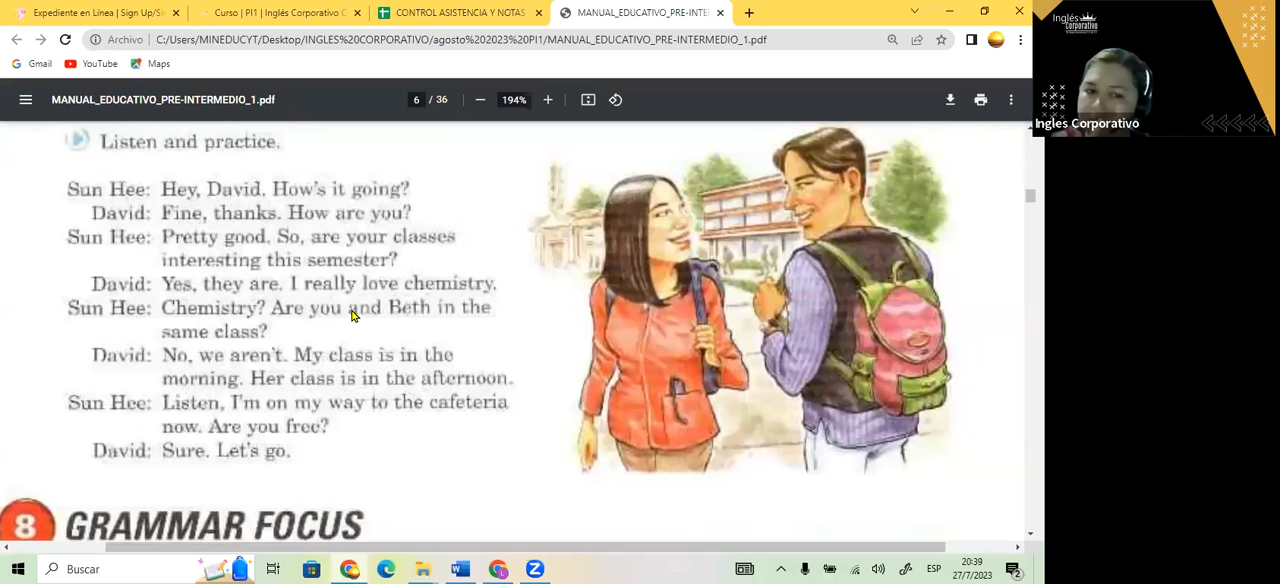 Expediente en Línea | Sign Up/Si
Curso | PI1 | Inglés Corporativo C
CONTROL ASISTENCIA Y NOTAS
MANUAL_EDUCATIVO_PRE-INTERME
Archivo
C:/Users/MINEDUCYT/Desktop/INGLES%20CORPORATIVO/agosto%202023%20PI1/MANUAL_EDUCATIVO_PRE-INTERMEDIO_1.pdf
Gmail
YouTube
Maps
MANUAL_EDUCATIVO_PRE-INTERMEDIO_1.pdf
6 / 36
194%
Inglés
Corporativo
Ingles Corporativo
Listen and practice.
Sun Hee: Hey, David. How's it going?
David: Fine, thanks. How are you?
Sun Hee: Pretty good. So, are your classes
interesting this semester?
David: Yes, they are. I really love chemistry.
Sun Hee: Chemistry? Are you and Beth in the
same class?
David: No, we aren't. My class is in the
morning. Her class is in the afternoon.
Sun Hee: Listen, I'm on my way to the cafeteria
now. Are you free?
David: Sure. Let's go.
8 GRAMMAR FOCUS
Buscar
ESP
20:39
27/7/2023
2